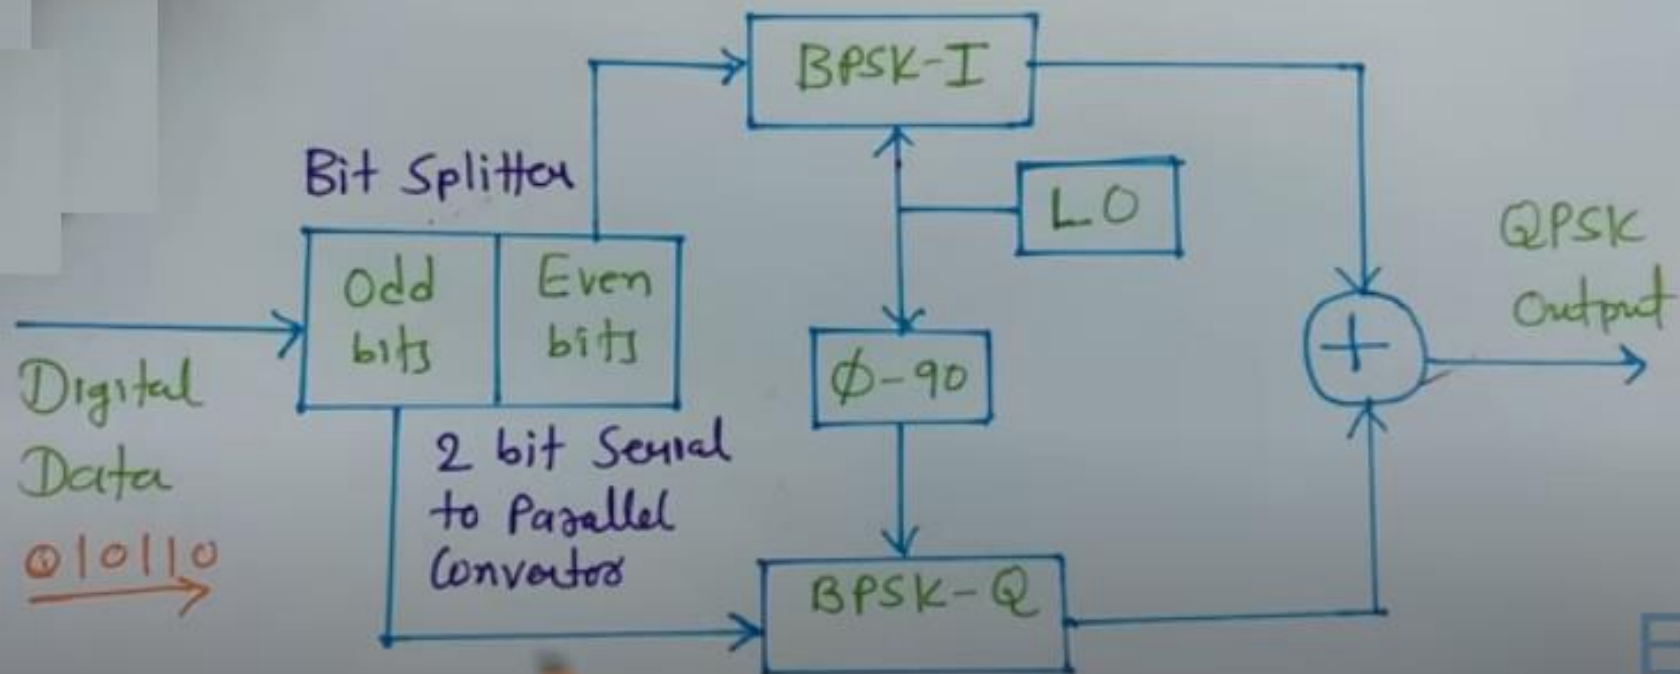 BPSK-I
Bit Splitter
LO
QPSK
Output
Odd
bits
Even
bits
+
Digital
Data
010110
φ-90
2 bit Serial
to Parallel
Convertor
BPSK-Q